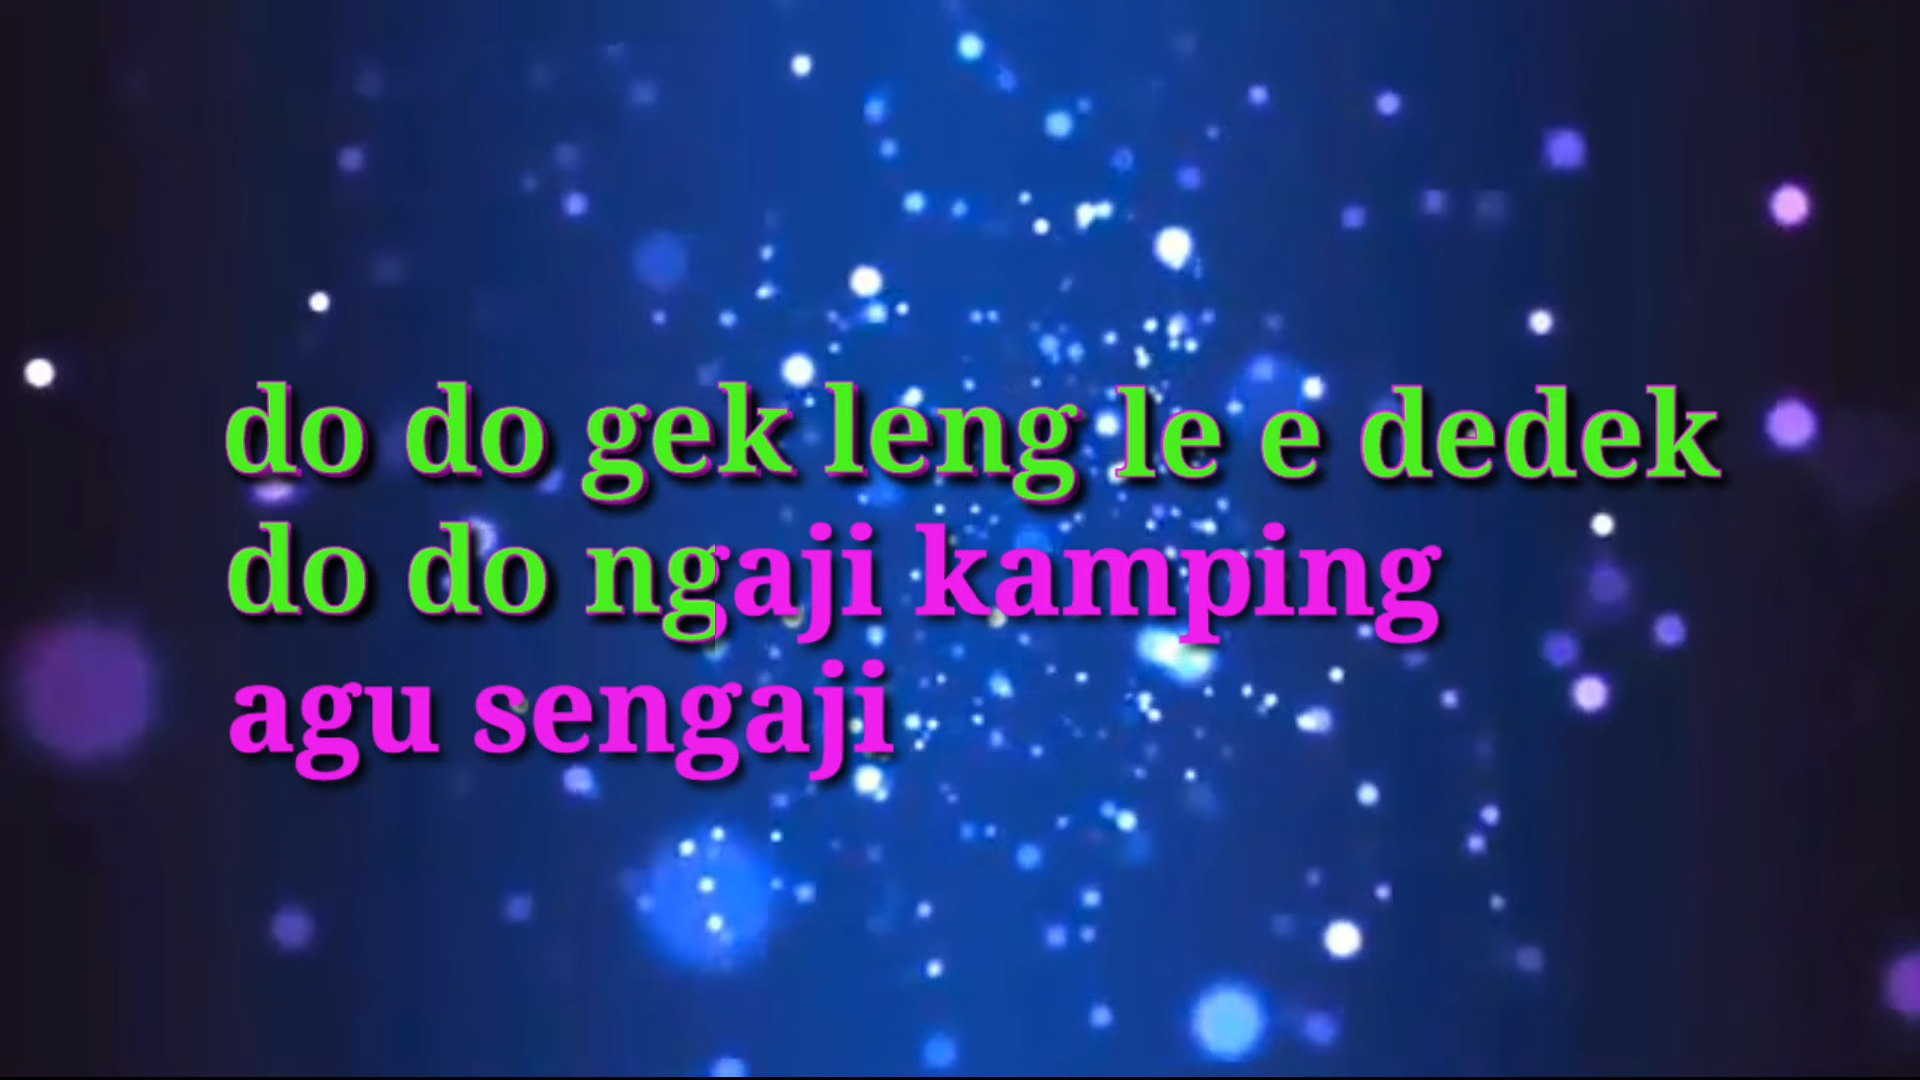 do do gek leng le e dedek
do do ngaji kamping
agu sengaji